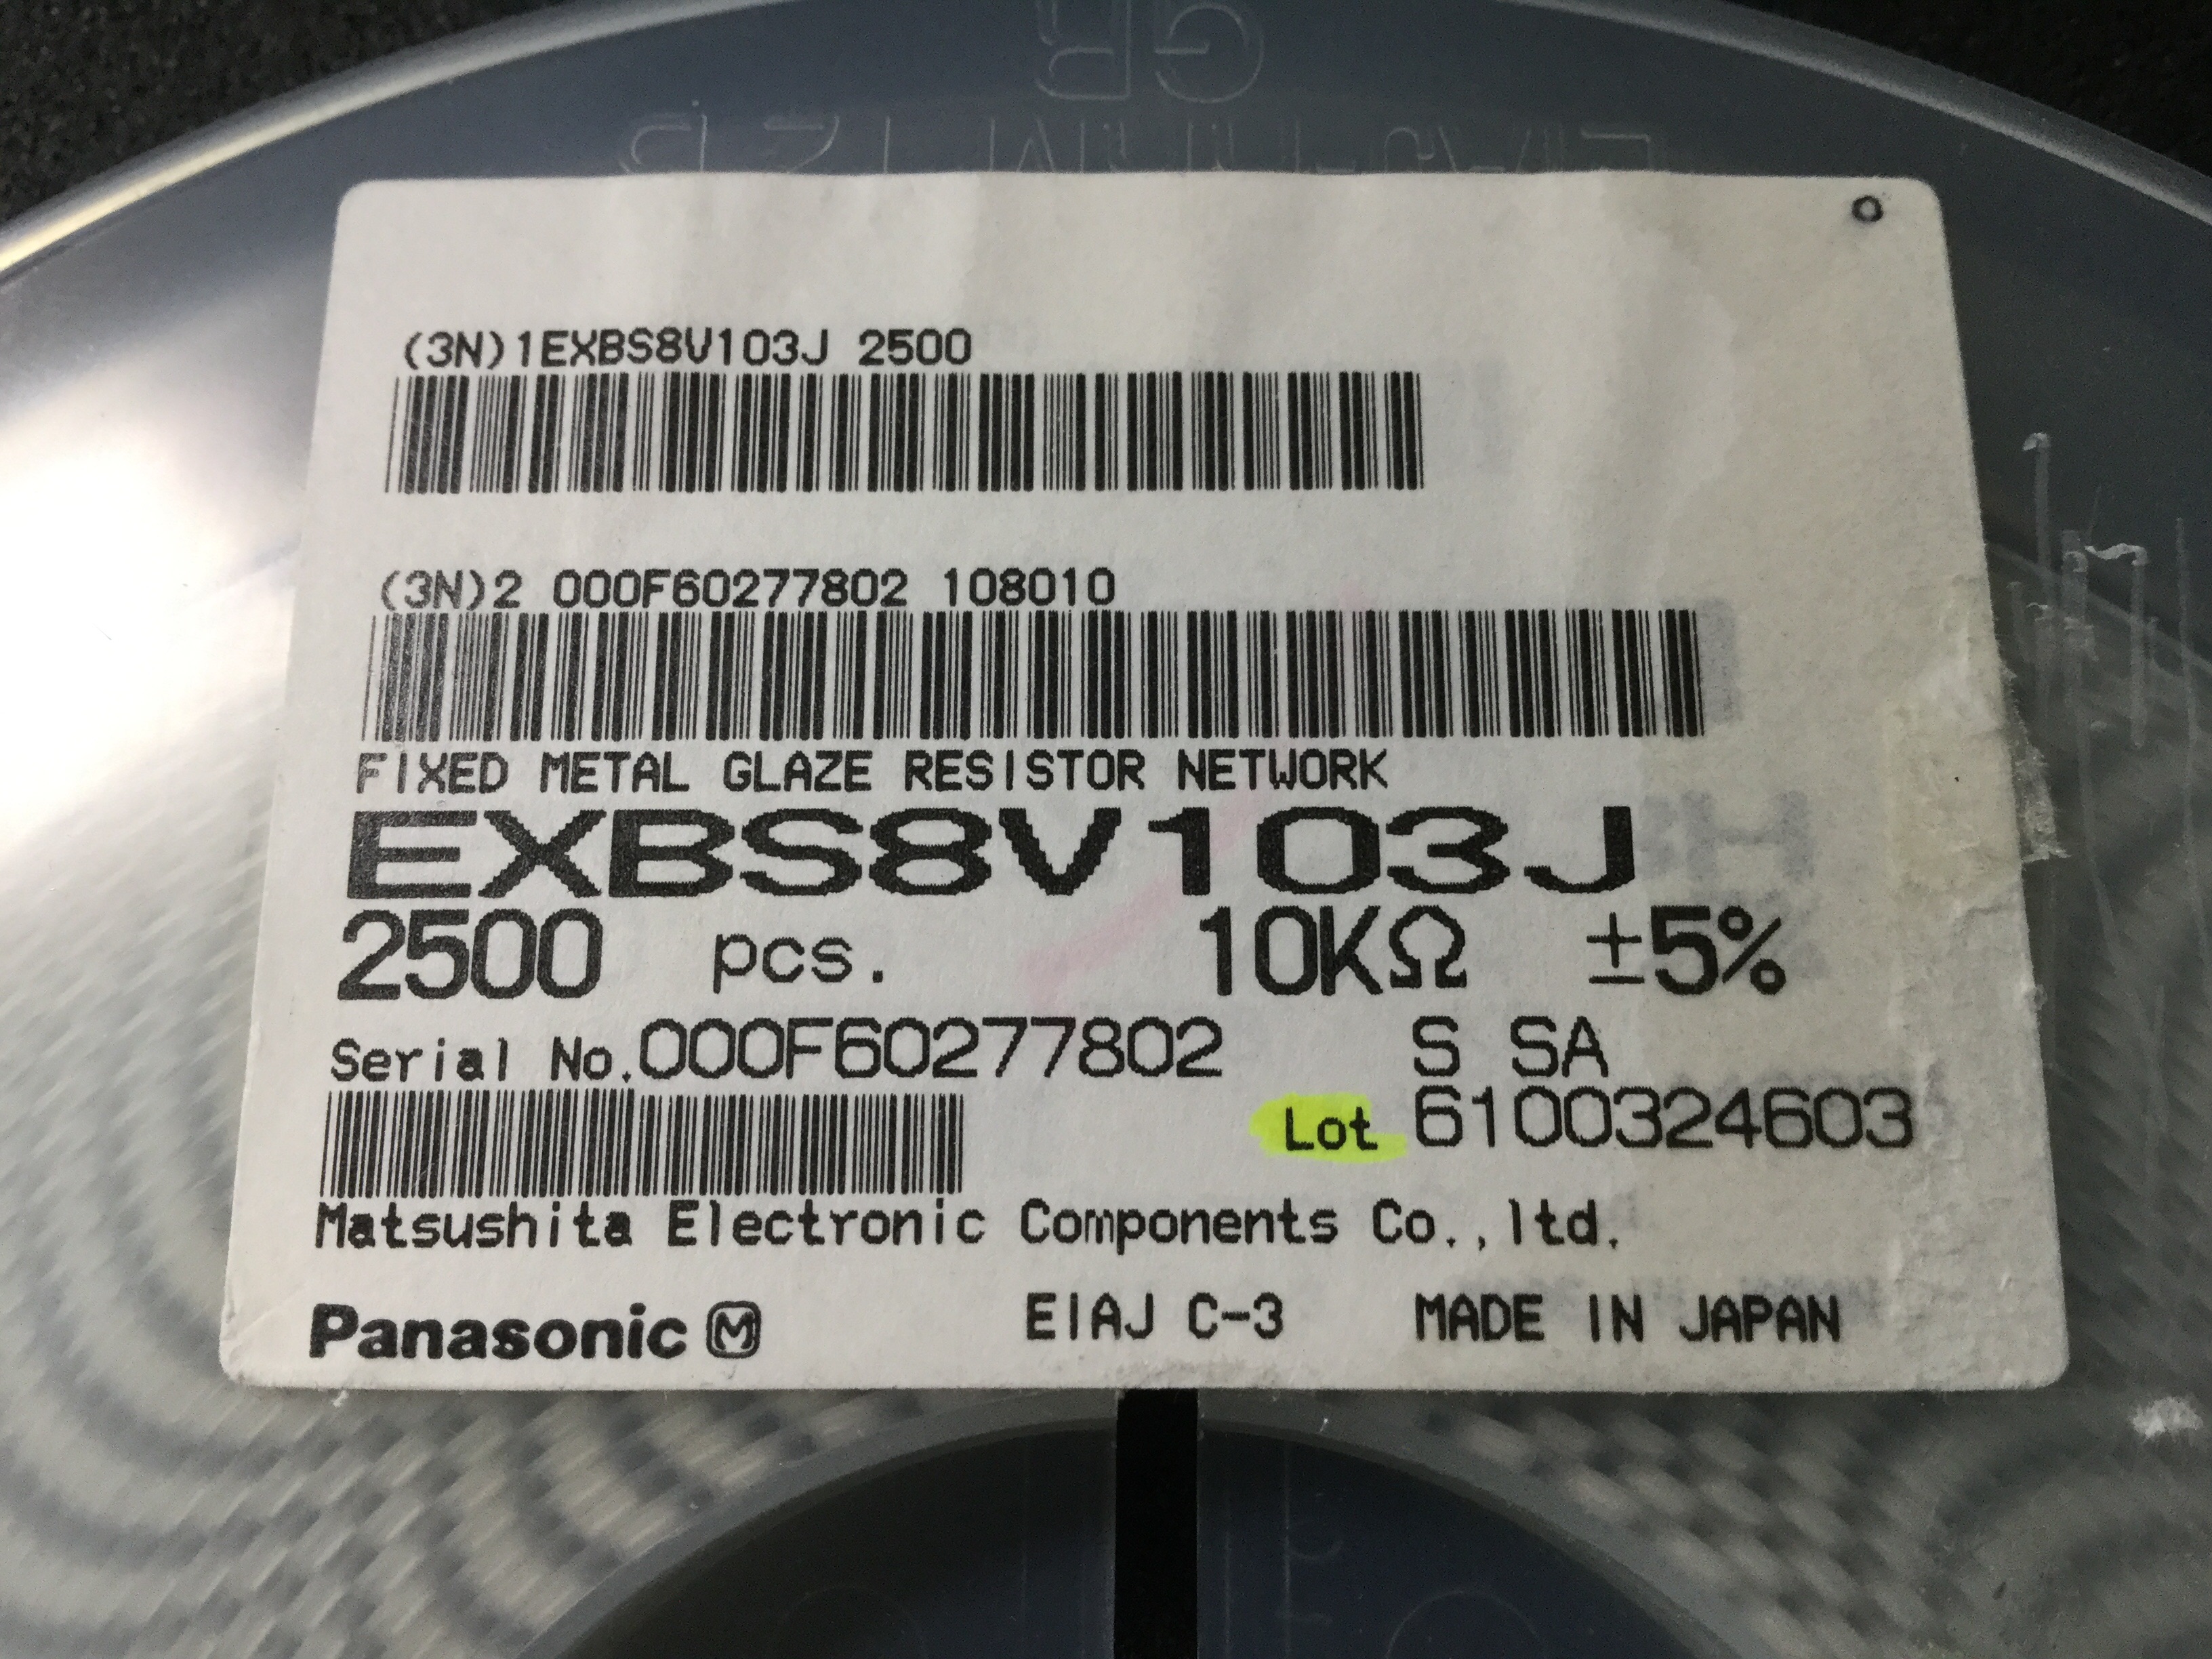 (3N)1EXBS8V103J 2500
(3N)2 000F60277802 108010
FIXED METAL GLAZE RESISTOR NETWORK
EXBS8V103J
2500 pcs. 10KΩ ±5%
Serial No.000F60277802 S SA
Lot 6100324603
Matsushita Electronic Components Co.,ltd.
Panasonic M EIAJ C-3 MADE IN JAPAN